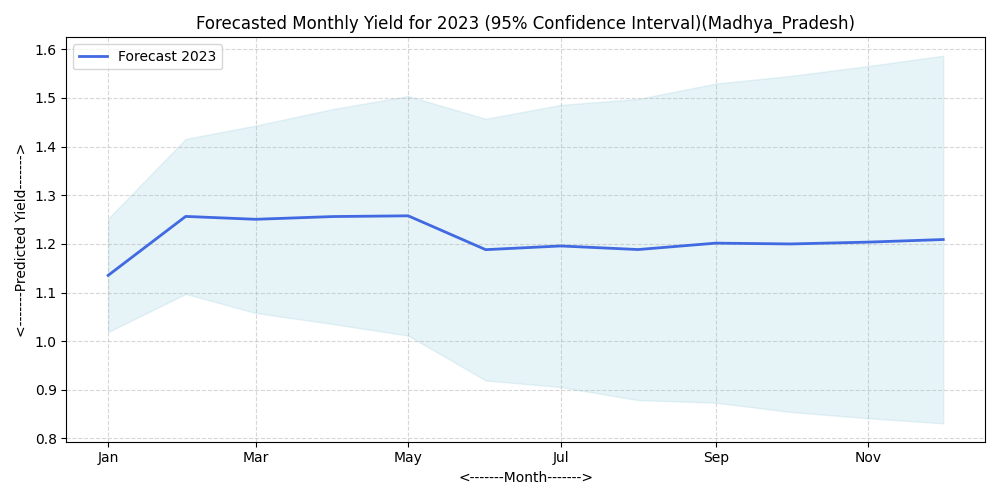 Forecasted Monthly Yield for 2023 (95% Confidence Interval)(Madhya_Pradesh)
Forecast 2023
<-------Predicted Yield------->
1.6
1.5
1.4
1.3
1.2
1.1
1.0
0.9
0.8
Jan Mar May Jul Sep Nov
<-------Month------->